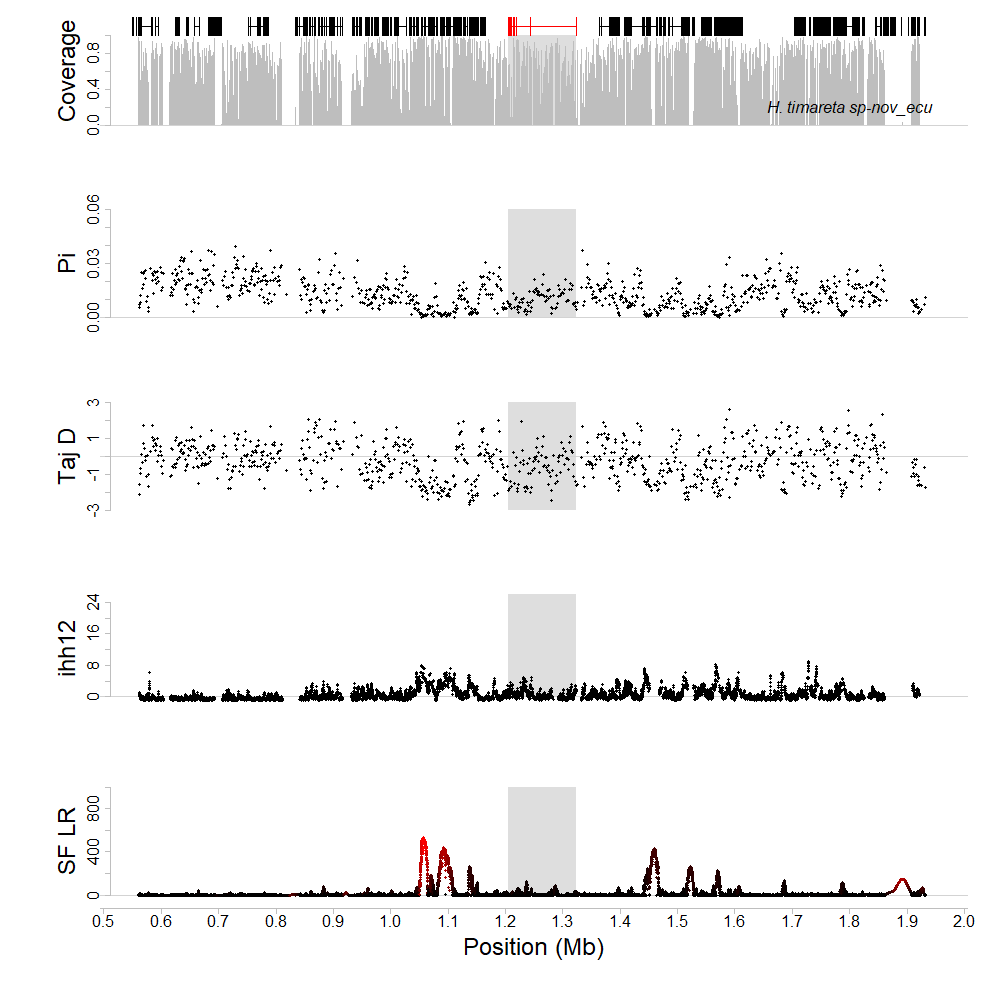 Coverage
0.0 0.4 0.8
H. timareta sp-nov_ecu
Pi
0.00 0.03 0.06
Taj D
-3 -1 1 3
ihh12
0 8 16 24
SF LR
0 400 800
0.5 0.6 0.7 0.8 0.9 1.0 1.1 1.2 1.3 1.4 1.5 1.6 1.7 1.8 1.9 2.0
Position (Mb)